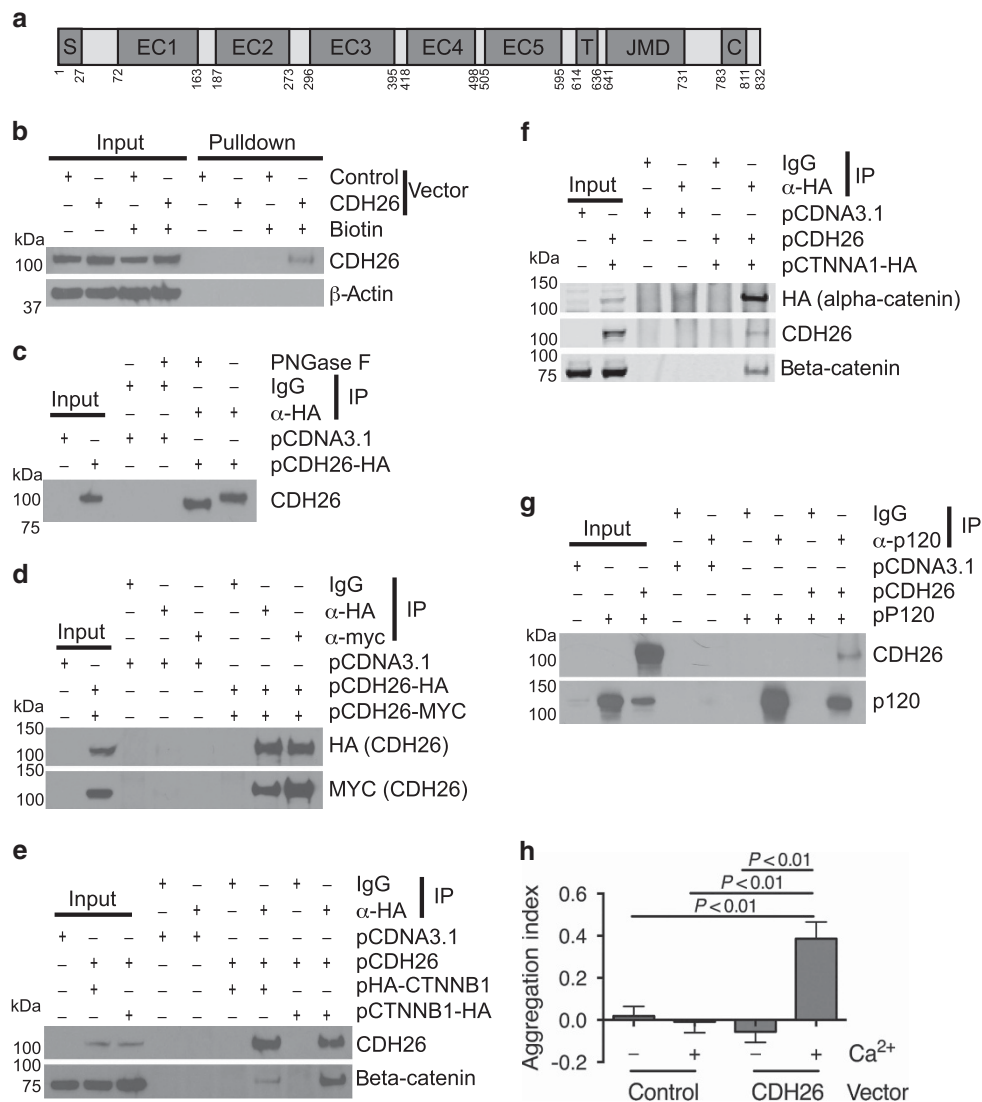 a
S EC1 EC2 EC3 EC4 EC5 T JMD C
1 27 72 163 187 273 296 395 418 498 505 595 614 636 641 731 783 811 832
b
Input Pulldown
+ – + – + – + – Control
– + – + – + – + CDH26
Vector
– – + + – – + + Biotin
kDa
100 CDH26
37 β-Actin
c
– + + – PNGase F
+ + – – IgG
Input – – + + α-HA
IP
+ – + + – – pCDNA3.1
– + – – + + pCDH26-HA
kDa
100 CDH26
75
d
+ – – + – – IgG
– + – – + – α-HA
IP
Input – – + – – + α-myc
+ – + + + – – – pCDNA3.1
– + – – – + + + pCDH26-HA
– + – – – + + + pCDH26-MYC
kDa
150
100 HA (CDH26)
150
100 MYC (CDH26)
e
+ – + – + – IgG
Input – + – + – + α-HA
IP
+ – – + + – – – – pCDNA3.1
– + + – – + + + + pCDH26
– + – – – + + – – pHA-CTNNB1
– – + – – – – + + pCTNNB1-HA
kDa
100 CDH26
100
75 Beta-catenin
f
+ – + – IgG
Input – + – + α-HA
IP
+ – + + – – pCDNA3.1
– + – – + + pCDH26
– + – – + + pCTNNA1-HA
kDa
150
100 HA (alpha-catenin)
100 CDH26
100
75 Beta-catenin
g
+ – + – + – IgG
Input – + – + – + α-p120
IP
+ – – + + – – – – pCDNA3.1
– – + – – – – + + pCDH26
– + + – – + + + + pP120
kDa
100 CDH26
150
100 p120
h
P < 0.01
P < 0.01
P < 0.01
Aggregation index
0.6
0.4
0.2
0.0
-0.2
– + – + Ca2+
Control CDH26 Vector